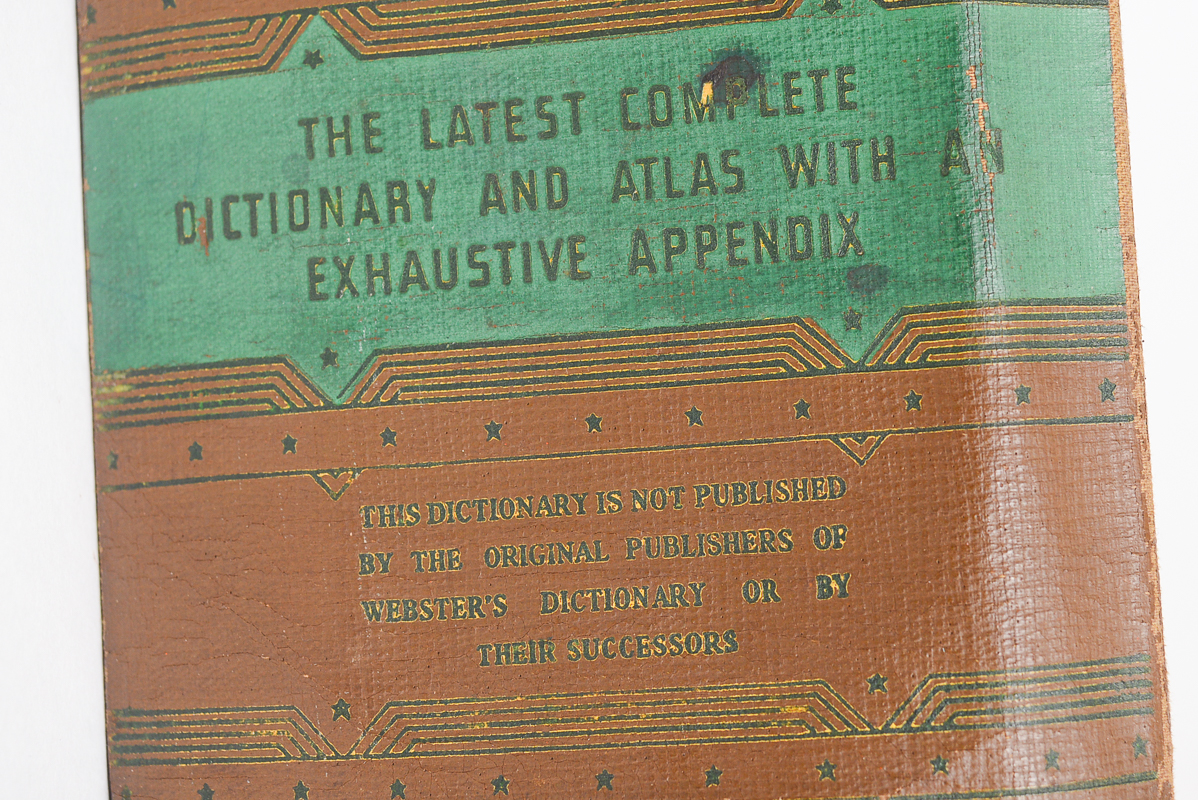 THE LATEST COMPLETE
DICTIONARY AND ATLAS WITH AN
EXHAUSTIVE APPENDIX
THIS DICTIONARY IS NOT PUBLISHED
BY THE ORIGINAL PUBLISHERS OF
WEBSTER'S DICTIONARY OR BY
THEIR SUCCESSORS